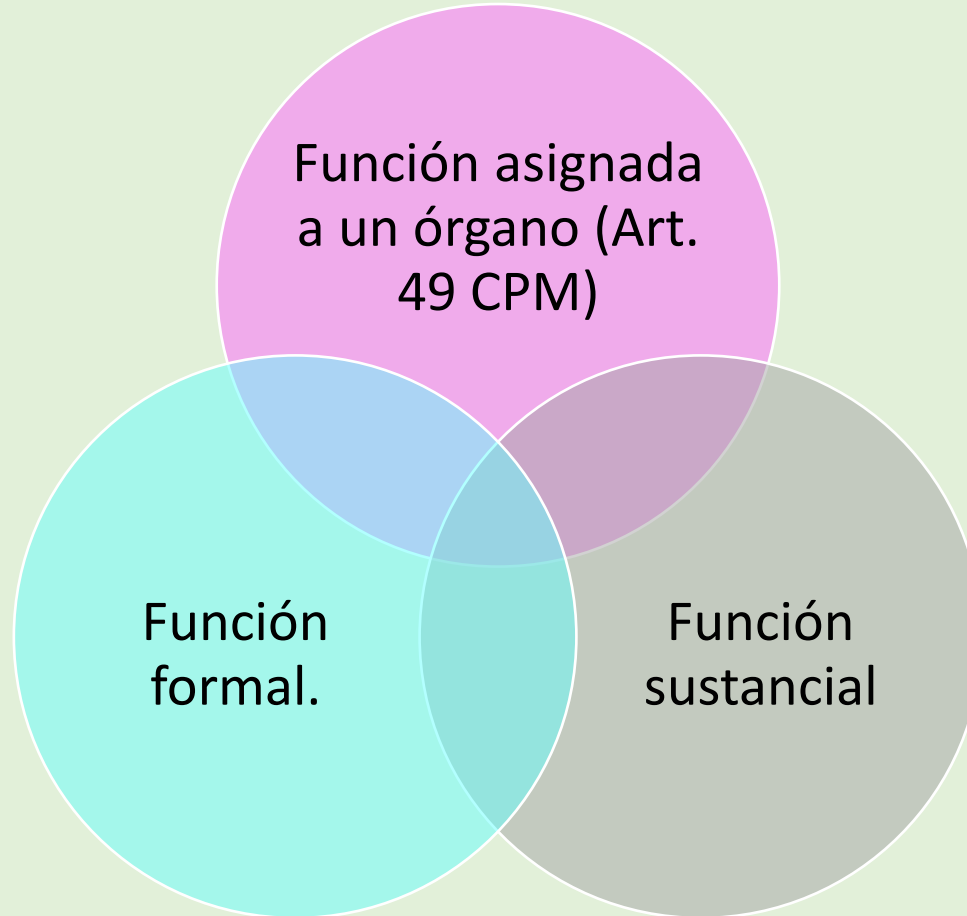 Función asignada
a un órgano (Art.
49 CPM)
Función
formal.
Función
sustancial